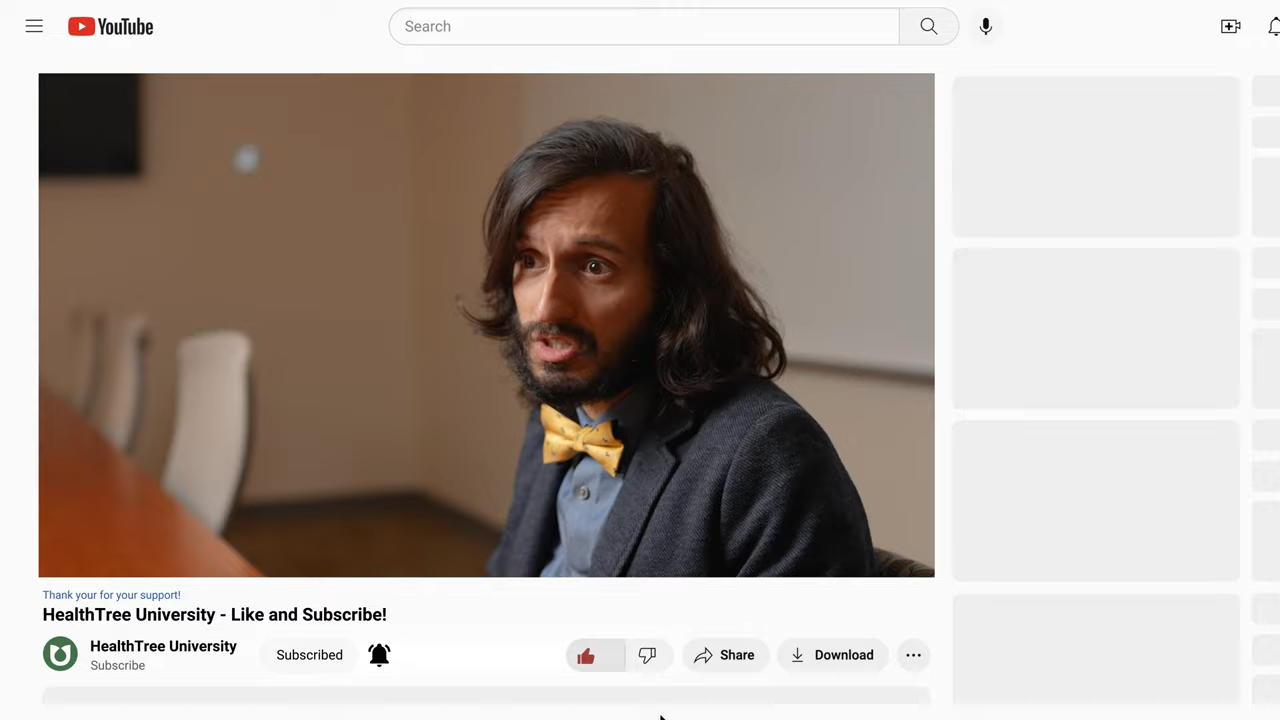 YouTube
Search
Thank your for your support!
HealthTree University - Like and Subscribe!
HealthTree University
Subscribe
Subscribed
Share
Download